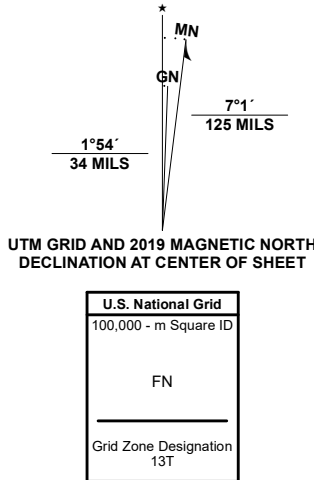 ★
MN
GN
7°1´
125 MILS
1°54´
34 MILS
UTM GRID AND 2019 MAGNETIC NORTH
DECLINATION AT CENTER OF SHEET
U.S. National Grid
100,000 - m Square ID
FN
Grid Zone Designation
13T